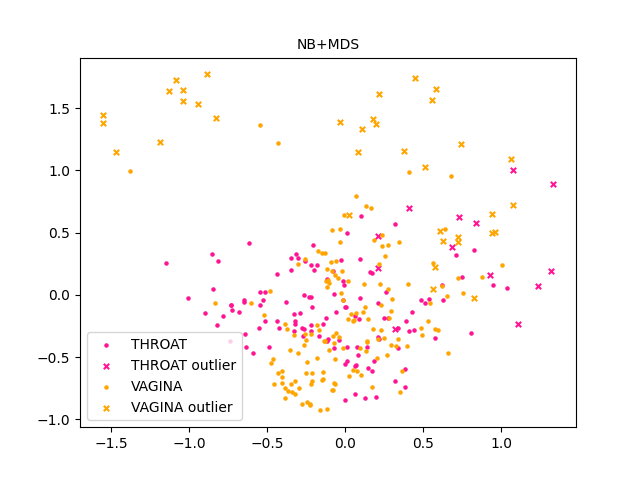 NB+MDS
1.5
1.0
0.5
0.0
−0.5
−1.0
THROAT
THROAT outlier
VAGINA
VAGINA outlier
−1.5 −1.0 −0.5 0.0 0.5 1.0